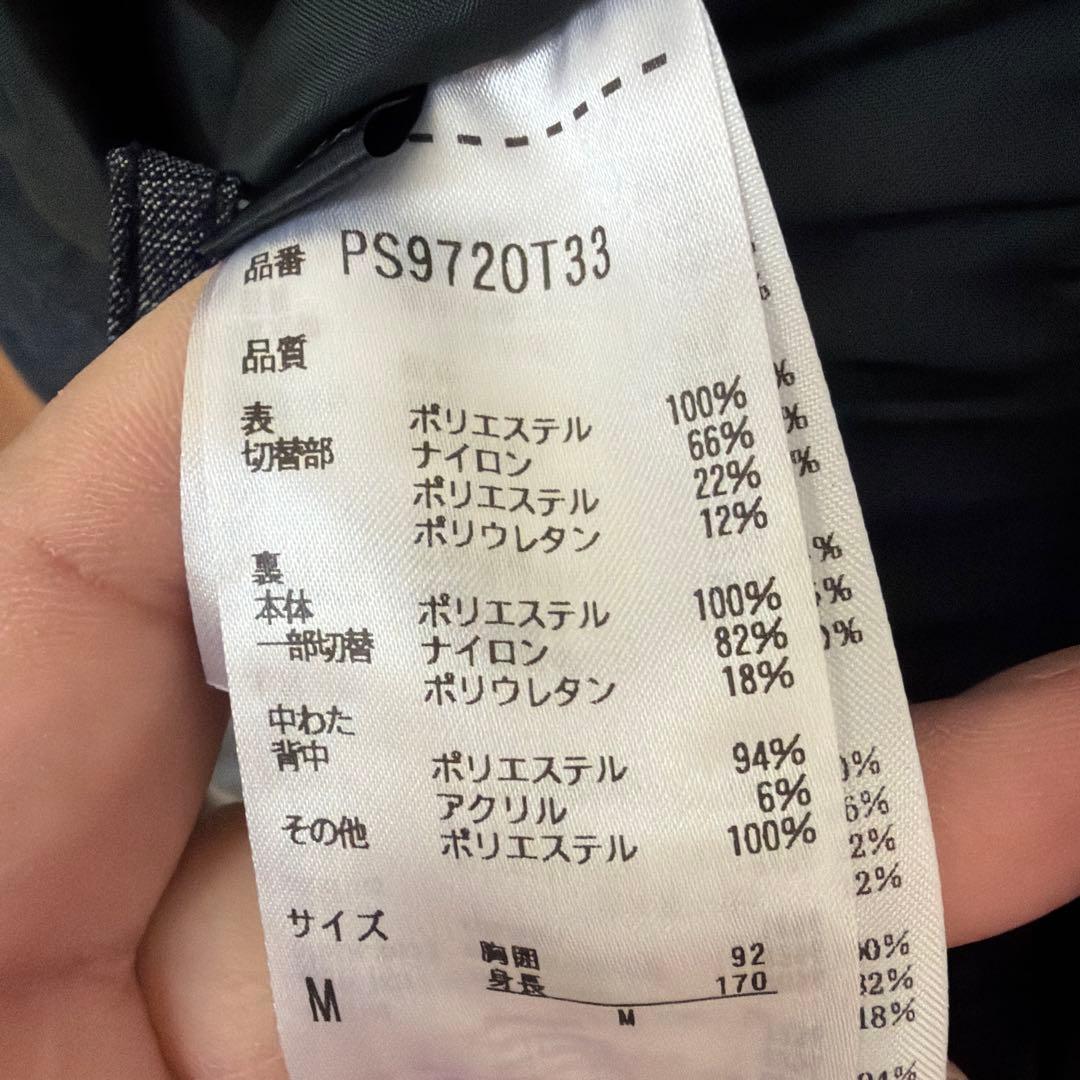 品番 PS9720T33
品質
表 ポリエステル 100%
切替部 ナイロン 66%
ポリエステル 22%
ポリウレタン 12%
裏
本体 ポリエステル 100%
一部切替 ナイロン 82%
ポリウレタン 18%
中わた
背中 ポリエステル 94%
アクリル 6%
その他 ポリエステル 100%
サイズ
胸囲 92
身長 170
M
M